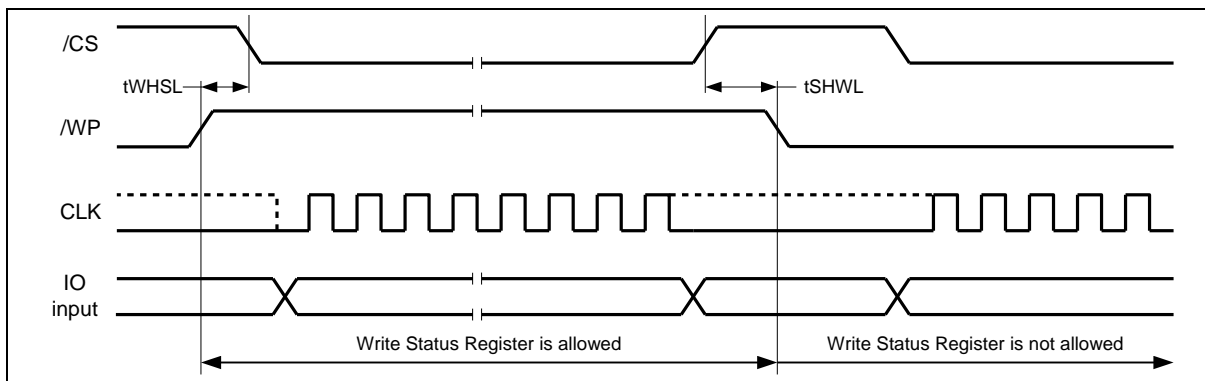 /CS
tWHSL
tSHWL
/WP
CLK
IO
input
Write Status Register is allowed
Write Status Register is not allowed